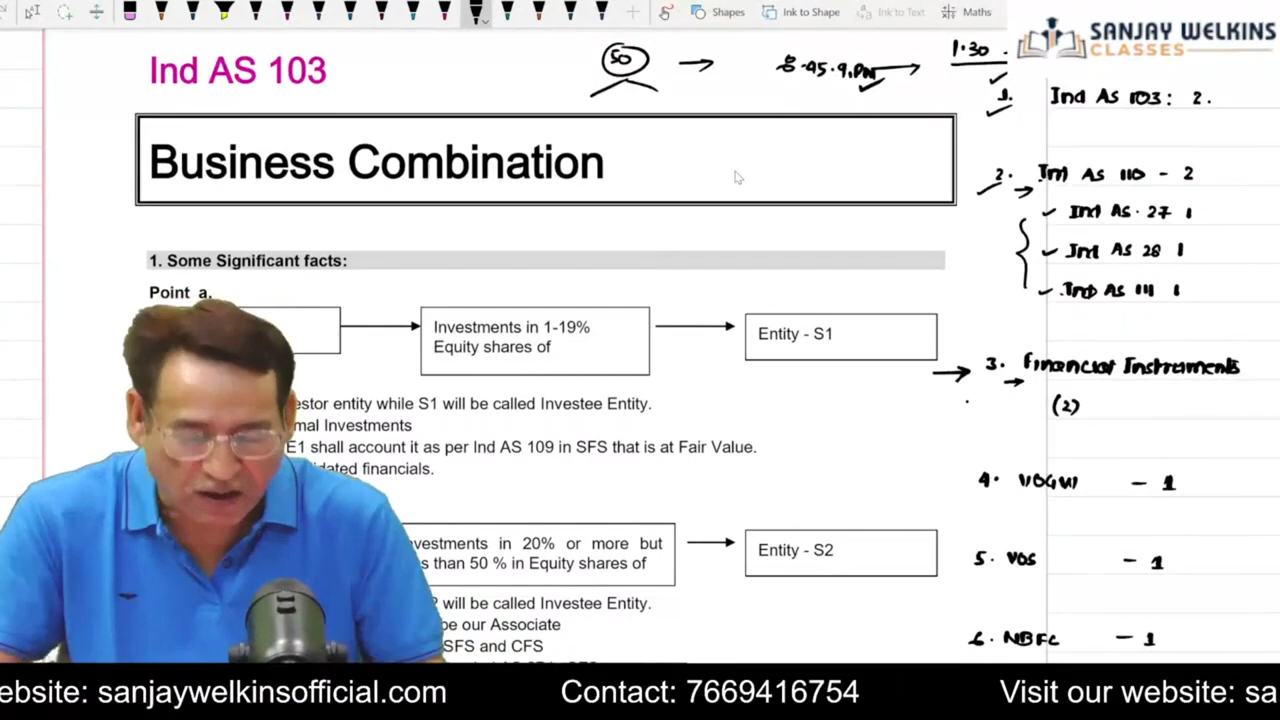 Shapes
Ink to Shape
Ink to Text
Maths
SANJAY WELKINS
CLASSES
Ind AS 103
50
1.30
1. Ind As 103: 2.
Business Combination
2. Ind As 110 - 2
Ind AS. 27 1
Ind AS 28 1
Ind AS 111 1
1. Some Significant facts:
Point a.
Investments in 1-19%
Equity shares of
Entity - S1
3. Financial Instruments
(2)
estor entity while S1 will be called Investee Entity.
mal Investments
E1 shall account it as per Ind AS 109 in SFS that is at Fair Value.
idated financials.
4. - 1
vestments in 20% or more but
s than 50 % in Equity shares of
Entity - S2
5. VOS - 1
will be called Investee Entity.
be our Associate
SFS and CFS
6. NBFC - 1
ebsite: sanjaywelkinsofficial.com
Contact: 7669416754
Visit our website: sa